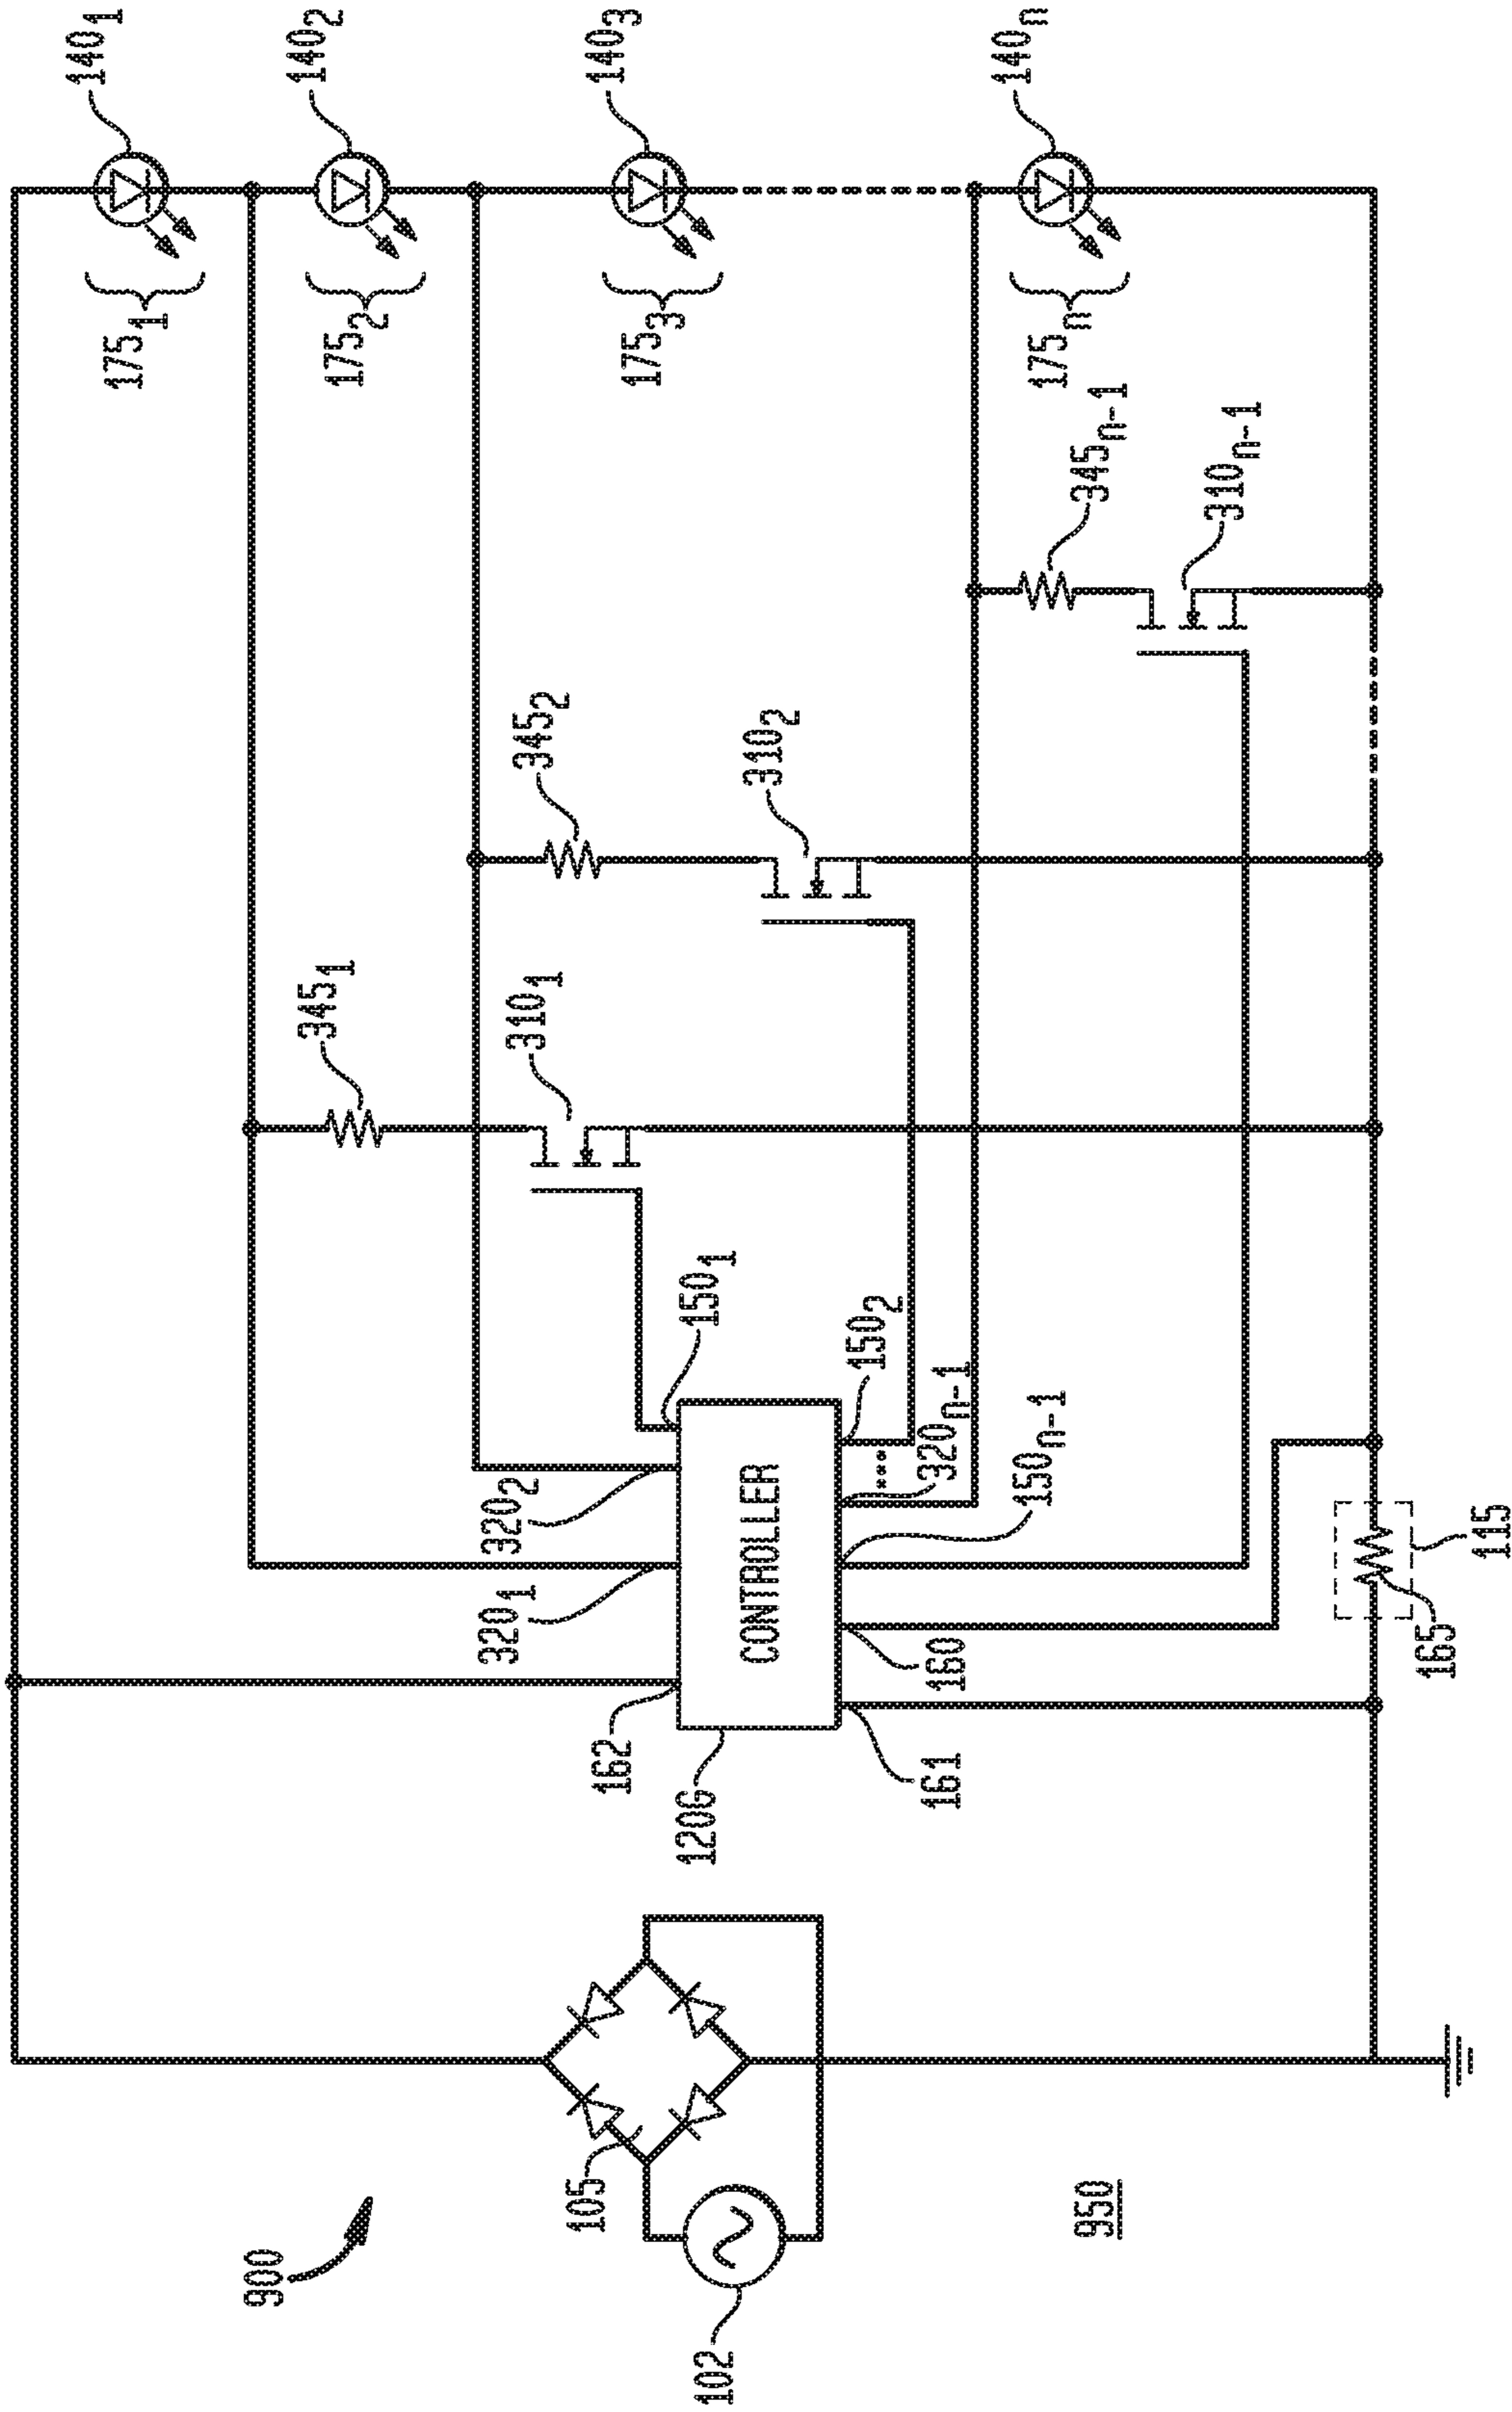 140₁
175₁
900
140₂
345₁
175₂
320₁
320₂
310₁
345₂
105
162
140₃
175₃
102
120G
150₁
CONTROLLER
310₂
150₂
161
160
320n-1
150n-1
140n
175n
950
345n-1
310n-1
165
115